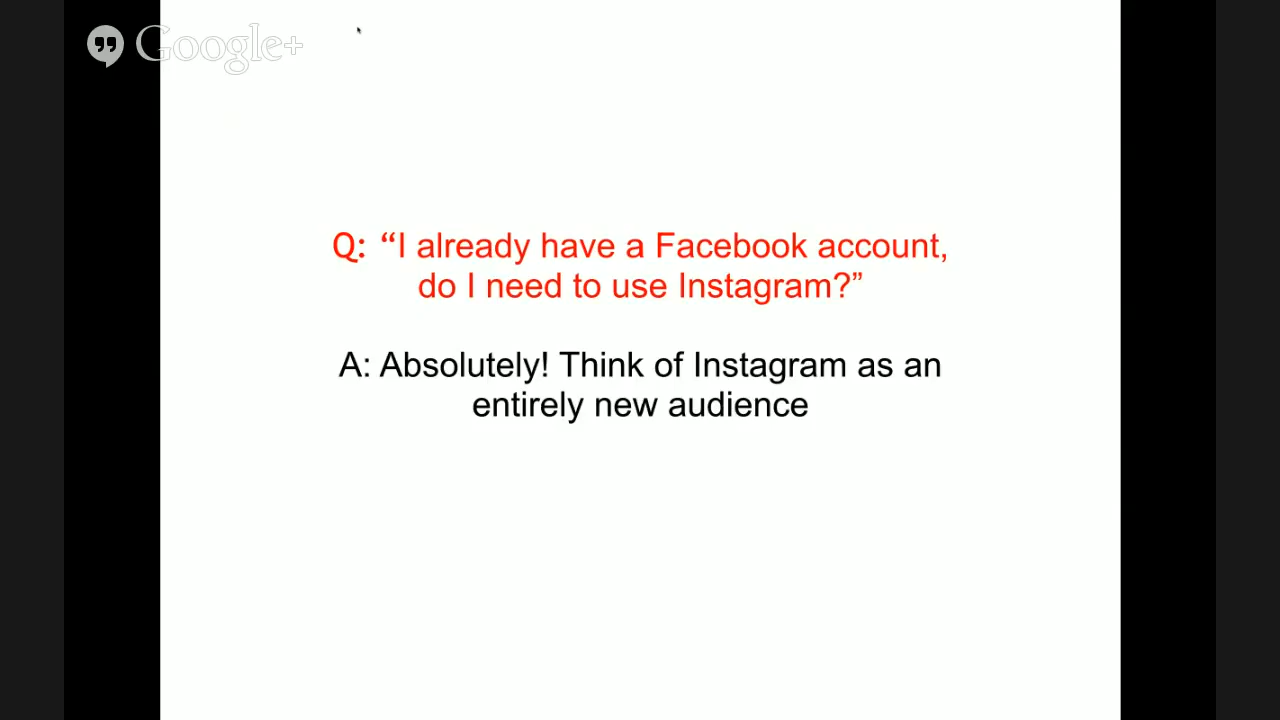 Google+
Q: “I already have a Facebook account,
do I need to use Instagram?”
A: Absolutely! Think of Instagram as an
entirely new audience